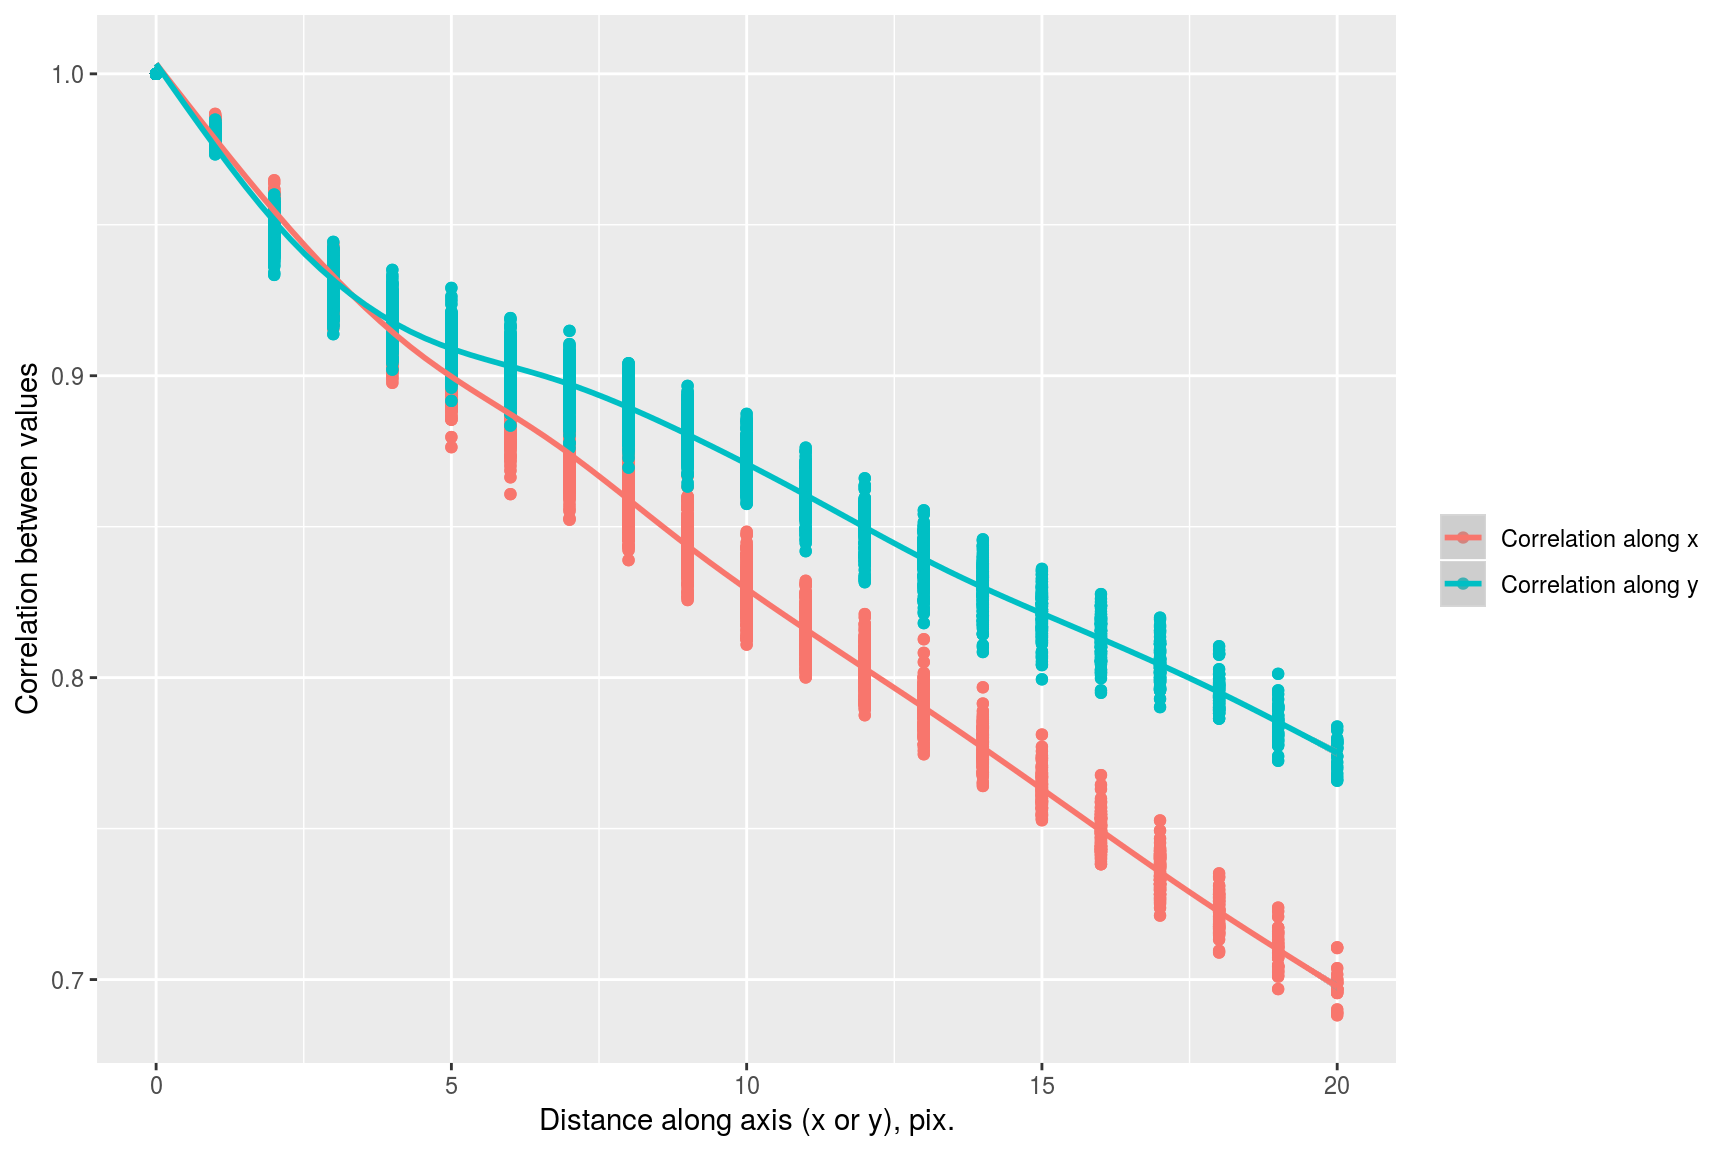 1.0
0.9
0.8
0.7
Correlation between values
0 5 10 15 20
Distance along axis (x or y), pix.
Correlation along x
Correlation along y